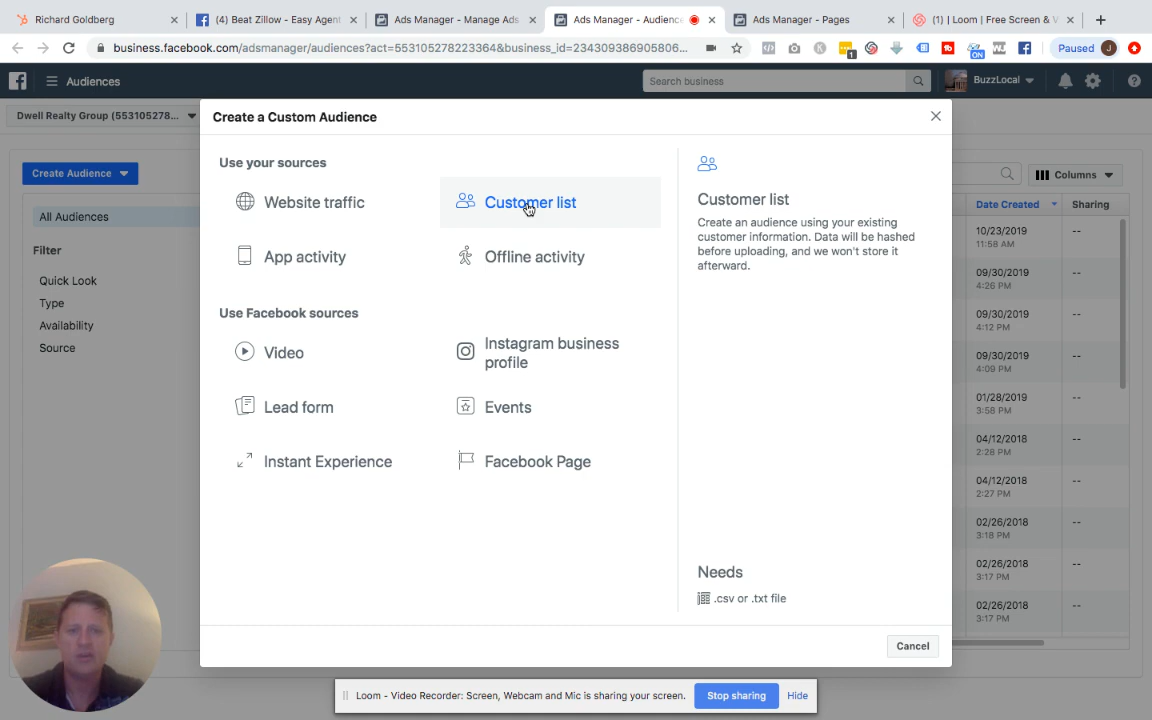 Richard Goldberg
(4) Beat Zillow - Easy Agent
Ads Manager - Manage Ads
Ads Manager - Audience
Ads Manager - Pages
(1) | Loom | Free Screen & V
business.facebook.com/adsmanager/audiences?act=553105278223364&business_id=234309386905806...
1
ON
WJ
Paused
J
Audiences
Search business
BuzzLocal
Dwell Realty Group (553105278...
Create a Custom Audience
Create Audience
Columns
Use your sources
Website traffic
Customer list
App activity
Offline activity
Use Facebook sources
Video
Instagram business
profile
Lead form
Events
Instant Experience
Facebook Page
Customer list
Create an audience using your existing
customer information. Data will be hashed
before uploading, and we won't store it
afterward.
Needs
.csv or .txt file
Cancel
All Audiences
Filter
Quick Look
Type
Availability
Source
Date Created
Sharing
10/23/2019
--
11:58 AM
09/30/2019
--
4:26 PM
09/30/2019
--
4:12 PM
09/30/2019
--
4:09 PM
01/28/2019
--
3:58 PM
04/12/2018
--
2:28 PM
04/12/2018
--
2:27 PM
02/26/2018
--
3:18 PM
02/26/2018
--
3:17 PM
02/26/2018
--
3:17 PM
Loom - Video Recorder: Screen, Webcam and Mic is sharing your screen.
Stop sharing
Hide